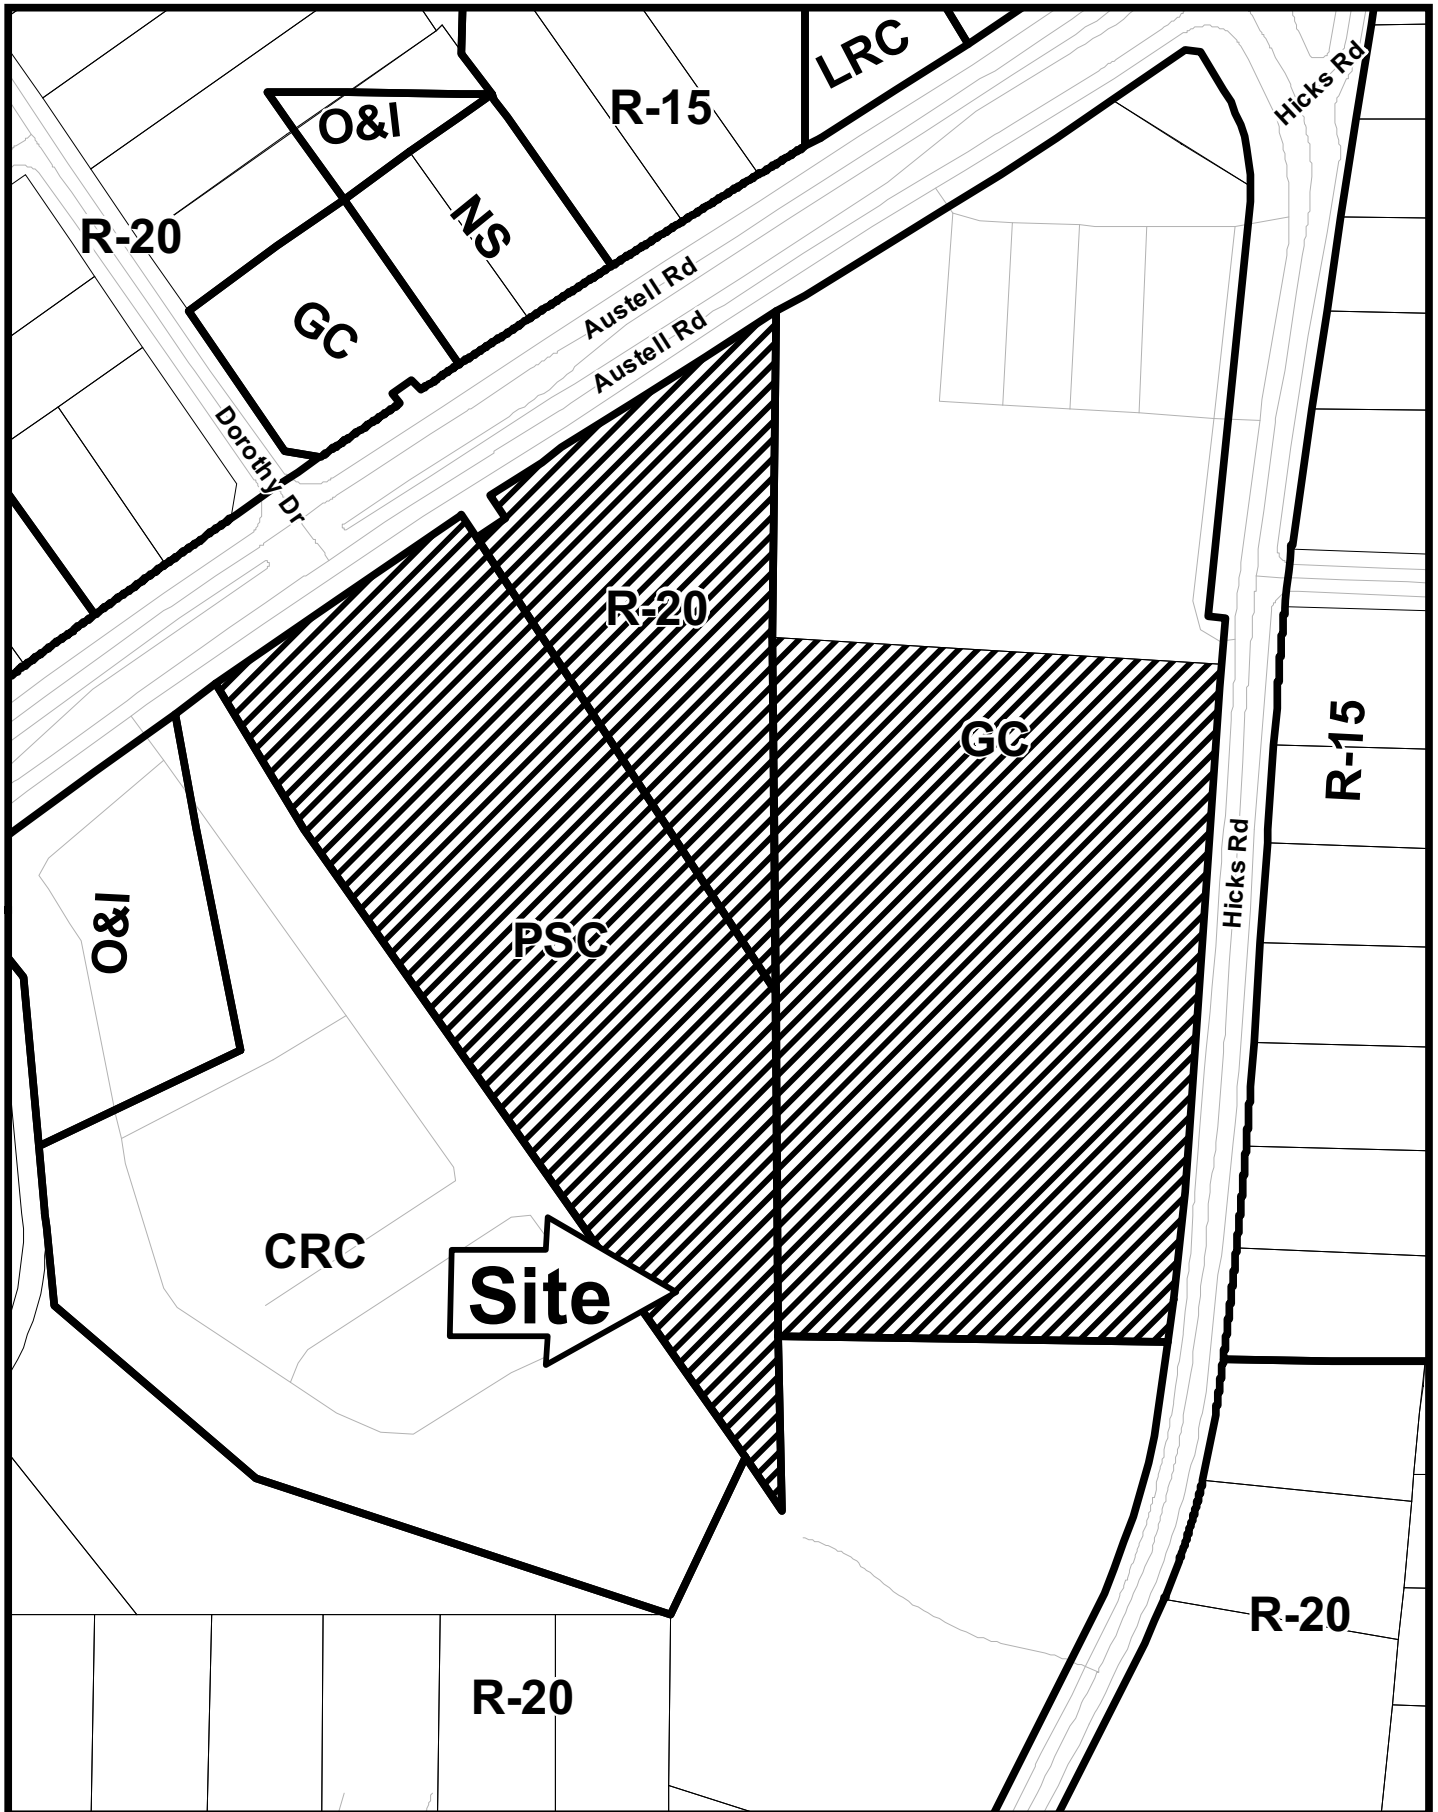 LRC
Hicks Rd
R-15
O&I
R-20
NS
Austell Rd
GC
Austell Rd
Dorothy Dr
R-20
GC
R-15
Hicks Rd
O&I
PSC
CRC
Site
R-20
R-20